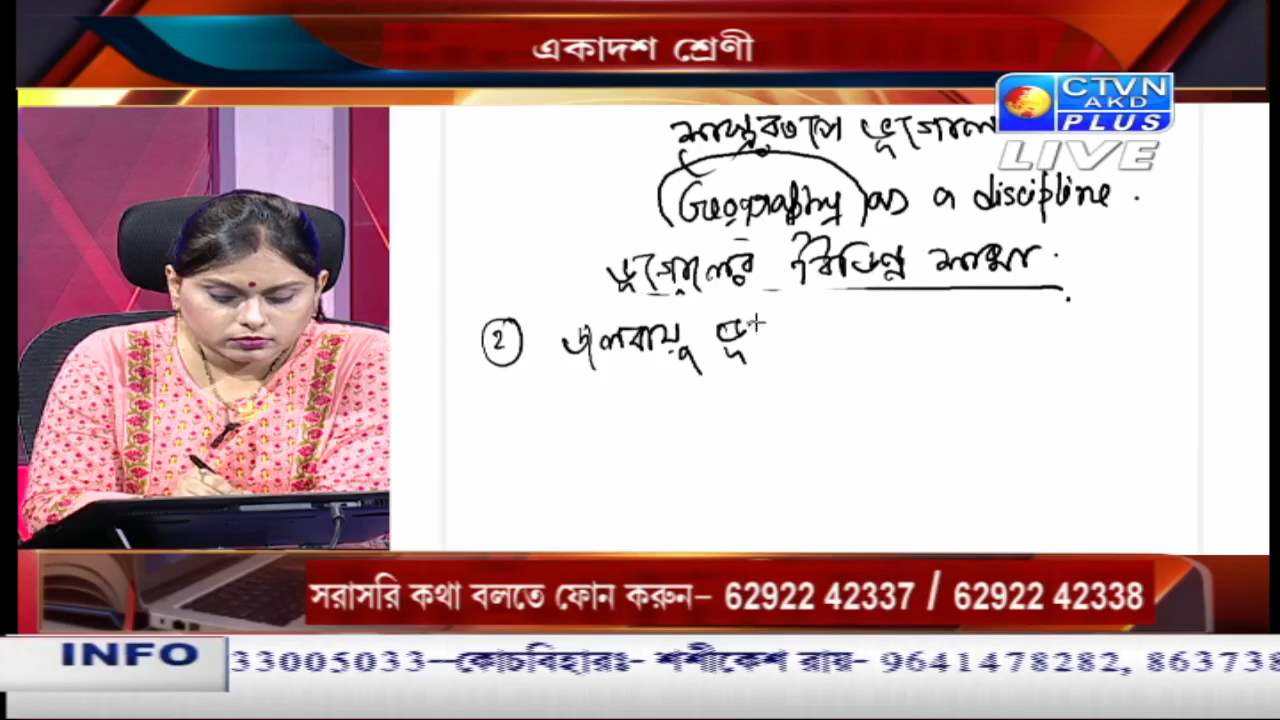 একাদশ শ্রেণী
CTVN
AKD
PLUS
LIVE
ভূগোল
Geography as a discipline .
ভূগোলের বিভিন্ন শাখা .
2 জলবায়ু ভূ
সরাসরি কথা বলতে ফোন করুন– 62922 42337 / 62922 42338
INFO 33005033--কোচবিহারঃ- শশীকেশ রায়- 9641478282, 863738